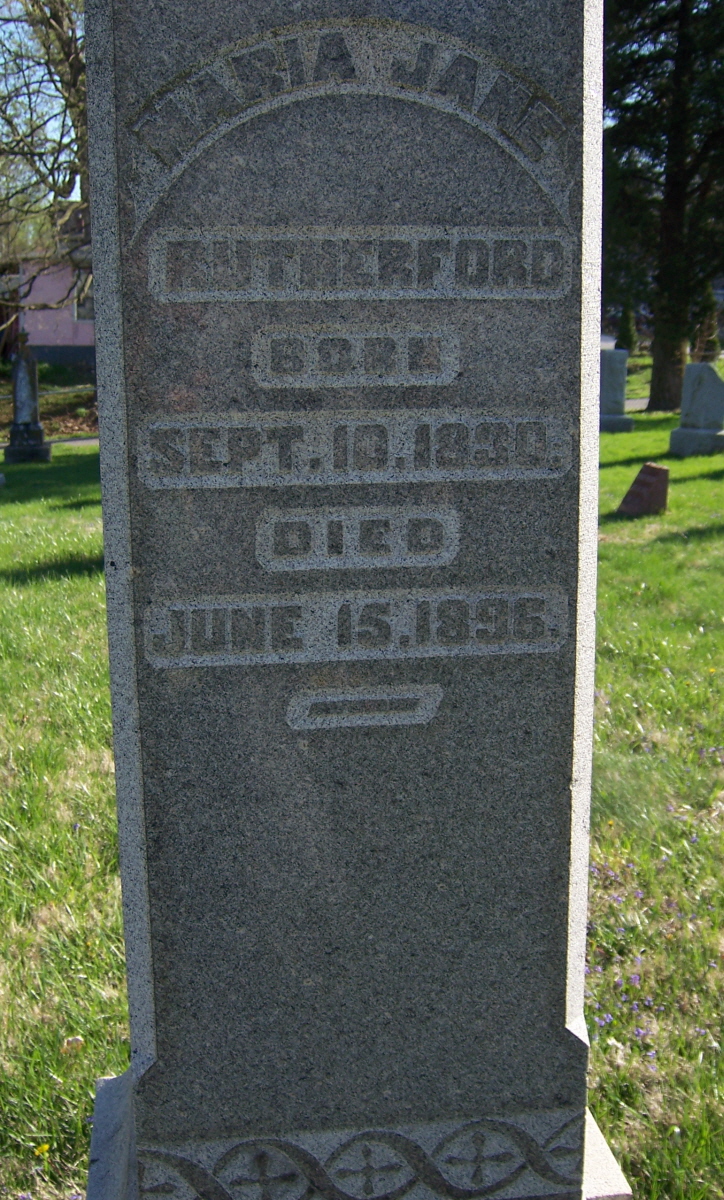 MARIA JANE
RUTHERFORD
BORN
SEPT. 10. 1830.
DIED
JUNE 15. 1896.